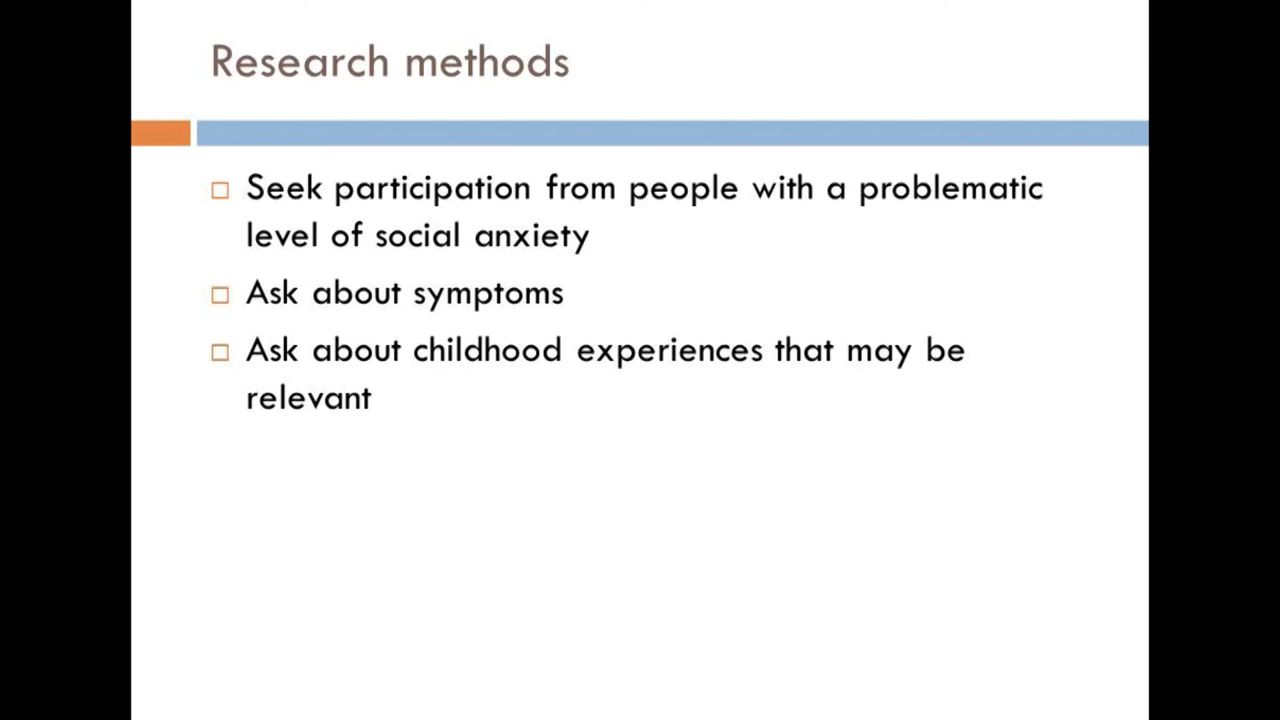 Research methods
Seek participation from people with a problematic
level of social anxiety
Ask about symptoms
Ask about childhood experiences that may be
relevant